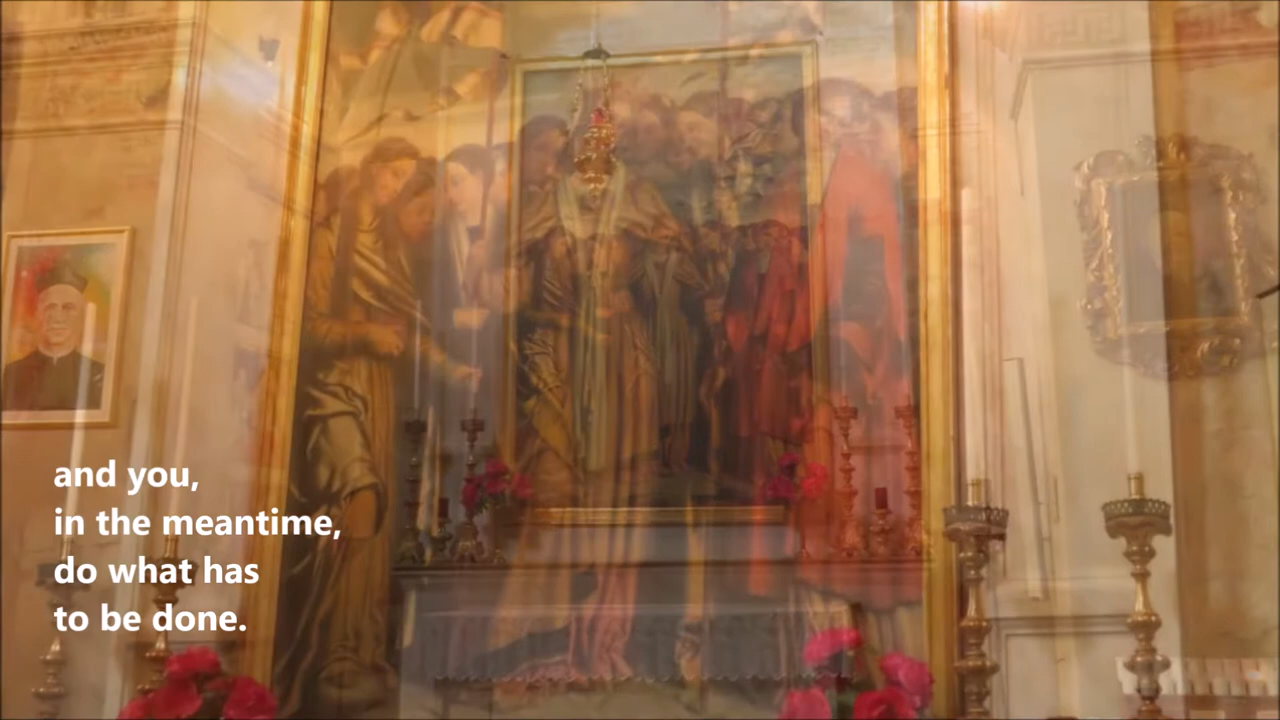 and you,
in the meantime,
do what has
to be done.